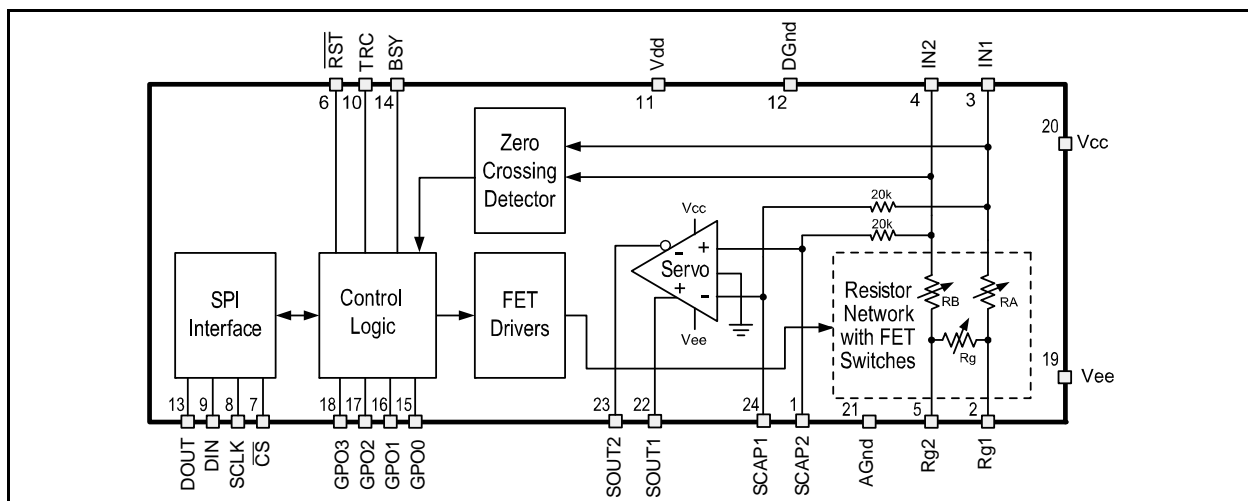 RST
TRC
BSY
Vdd
DGnd
IN2
IN1
6
10
14
11
12
4
3
20
Vcc
Zero
Crossing
Detector
20k
20k
Vcc
+
-
Servo
+
-
Vee
SPI
Interface
Control
Logic
FET
Drivers
Resistor
Network
with FET
Switches
RB
RA
Rg
19
Vee
13
9
8
7
18
17
16
15
23
22
24
1
21
5
2
DOUT
DIN
SCLK
CS
GPO3
GPO2
GPO1
GPO0
SOUT2
SOUT1
SCAP1
SCAP2
AGnd
Rg2
Rg1